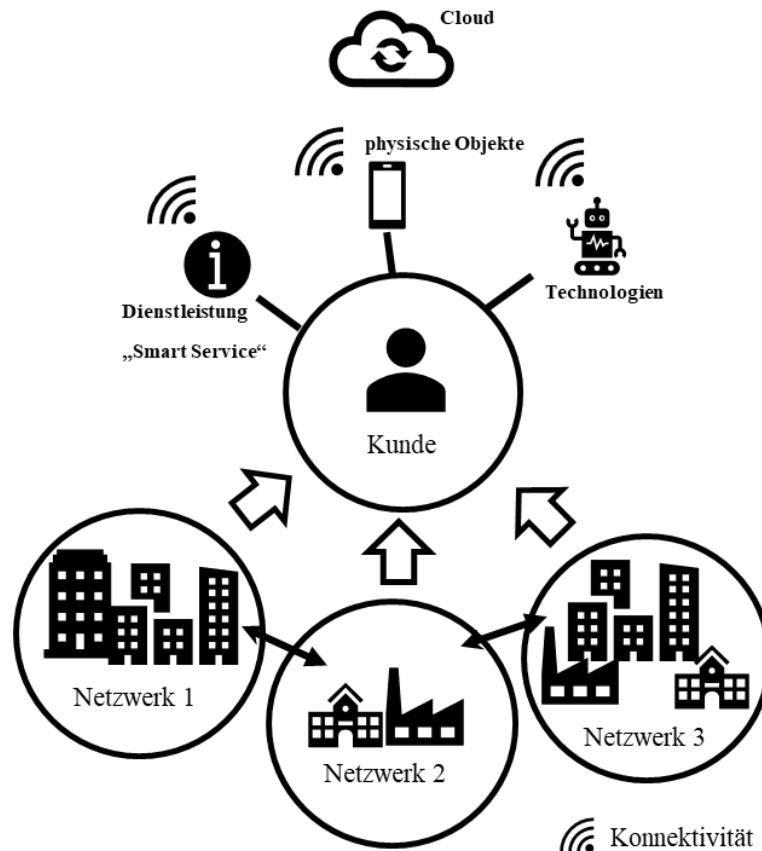 Cloud
physische Objekte
Technologien
Dienstleistung
„Smart Service“
Kunde
Netzwerk 1
Netzwerk 2
Netzwerk 3
Konnektivität